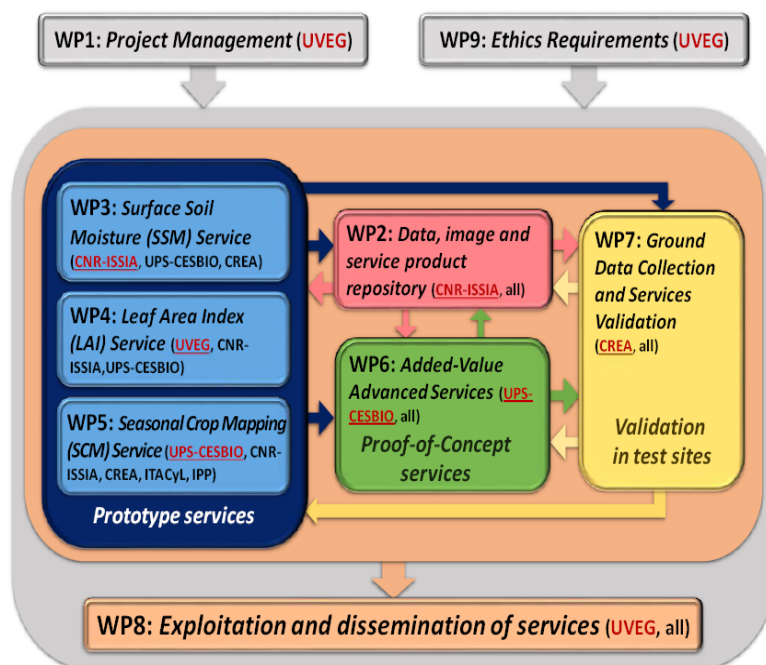 WP1: Project Management (UVEG)
WP9: Ethics Requirements (UVEG)
WP3: Surface Soil
Moisture (SSM) Service
(CNR-ISSIA, UPS-CESBIO, CREA)
WP4: Leaf Area Index
(LAI) Service (UVEG, CNR-
ISSIA,UPS-CESBIO)
WP5: Seasonal Crop Mapping
(SCM) Service (UPS-CESBIO, CNR-
ISSIA, CREA, ITACyL, IPP)
Prototype services
WP2: Data, image and
service product
repository (CNR-ISSIA, all)
WP6: Added-Value
Advanced Services (UPS-
CESBIO, all)
Proof-of-Concept
services
WP7: Ground
Data Collection
and Services
Validation
(CREA, all)
Validation
in test sites
WP8: Exploitation and dissemination of services (UVEG, all)